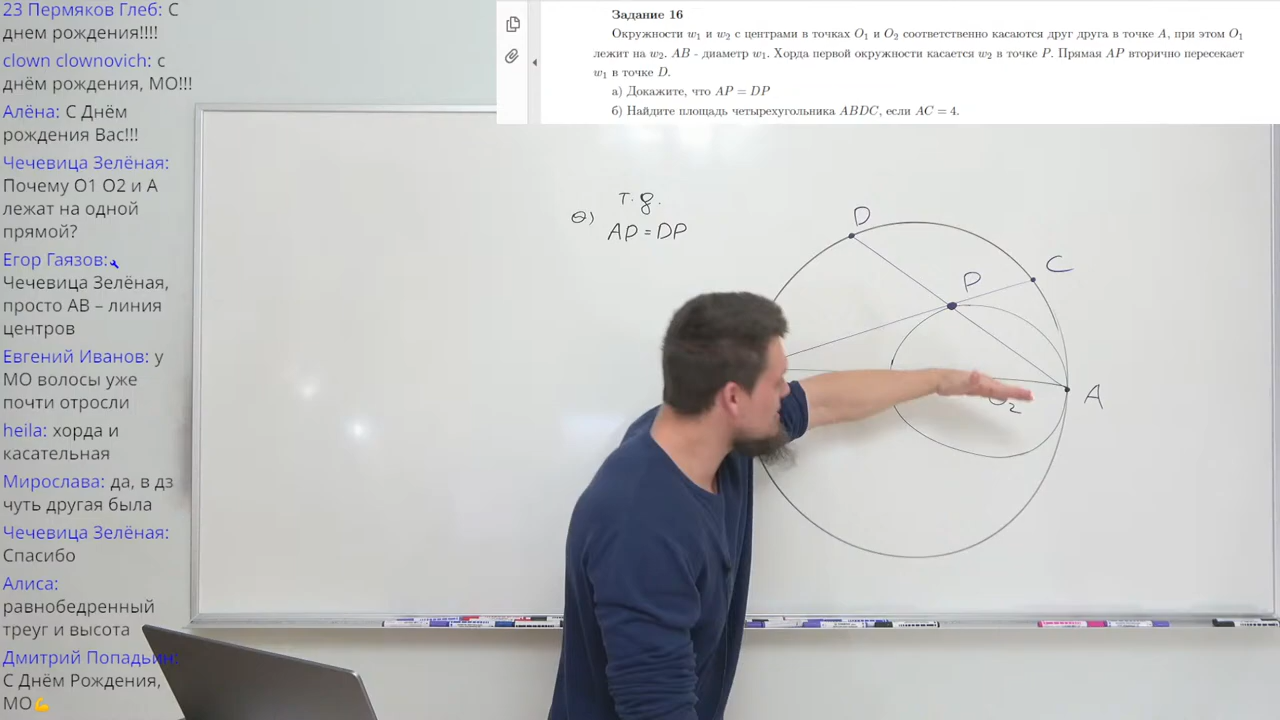 23 Пермяков Глеб: С
днем рождения!!!!
clown clownovich: с
днём рождения, МО!!!
Алёна: С Днём
рождения Вас!!!
Чечевица Зелёная:
Почему О1 О2 и А
лежат на одной
прямой?
Егор Гаязов:
Чечевица Зелёная,
просто АВ – линия
центров
Евгений Иванов: у
МО волосы уже
почти отросли
heila: хорда и
касательная
Мирослава: да, в дз
чуть другая была
Чечевица Зелёная:
Спасибо
Алиса:
равнобедренный
треуг и высота
Дмитрий Попадьин:
С Днём Рождения,
МО💪
Задание 16
Окружности w₁ и w₂ с центрами в точках O₁ и O₂ соответственно касаются друг друга в точке A, при этом O₁
лежит на w₂. AB - диаметр w₁. Хорда первой окружности касается w₂ в точке P. Прямая AP вторично пересекает
w₁ в точке D.
а) Докажите, что AP = DP
б) Найдите площадь четырехугольника ABDC, если AC = 4.
т.д.
а)
AP = DP
D
C
P
O₂
A